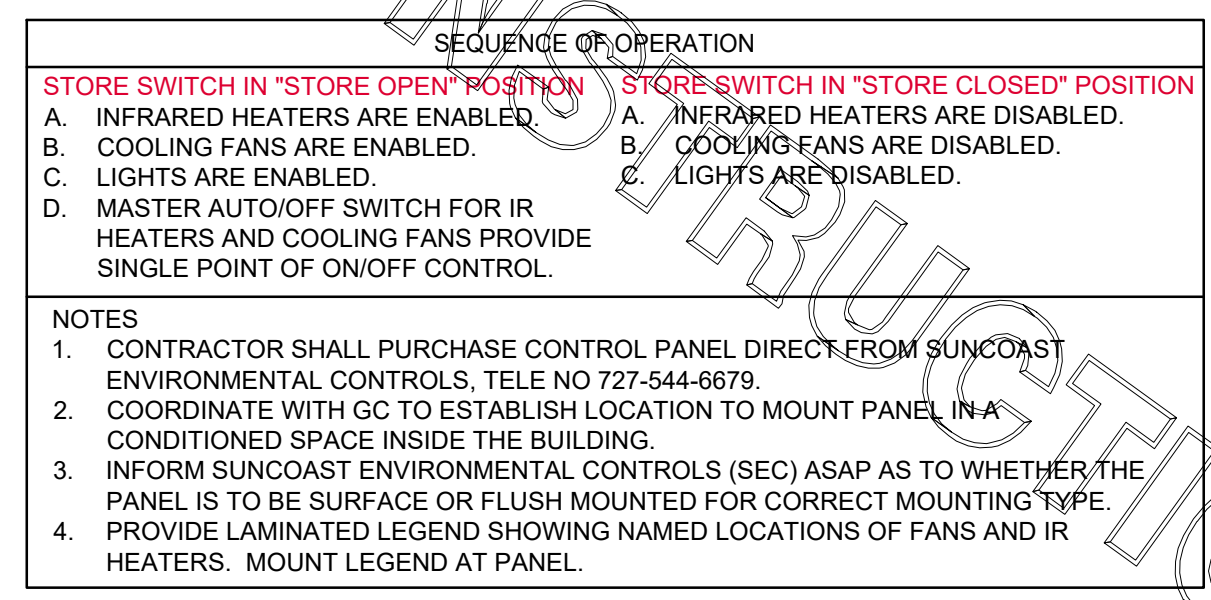 SEQUENCE OF OPERATION
STORE SWITCH IN "STORE OPEN" POSITION
A. INFRARED HEATERS ARE ENABLED.
B. COOLING FANS ARE ENABLED.
C. LIGHTS ARE ENABLED.
D. MASTER AUTO/OFF SWITCH FOR IR
HEATERS AND COOLING FANS PROVIDE
SINGLE POINT OF ON/OFF CONTROL.
STORE SWITCH IN "STORE CLOSED" POSITION
A. INFRARED HEATERS ARE DISABLED.
B. COOLING FANS ARE DISABLED.
C. LIGHTS ARE DISABLED.
NOTES
1. CONTRACTOR SHALL PURCHASE CONTROL PANEL DIRECT FROM SUNCOAST
ENVIRONMENTAL CONTROLS, TELE NO 727-544-6679.
2. COORDINATE WITH GC TO ESTABLISH LOCATION TO MOUNT PANEL IN A
CONDITIONED SPACE INSIDE THE BUILDING.
3. INFORM SUNCOAST ENVIRONMENTAL CONTROLS (SEC) ASAP AS TO WHETHER THE
PANEL IS TO BE SURFACE OR FLUSH MOUNTED FOR CORRECT MOUNTING TYPE.
4. PROVIDE LAMINATED LEGEND SHOWING NAMED LOCATIONS OF FANS AND IR
HEATERS. MOUNT LEGEND AT PANEL.
NSTRUCTIO